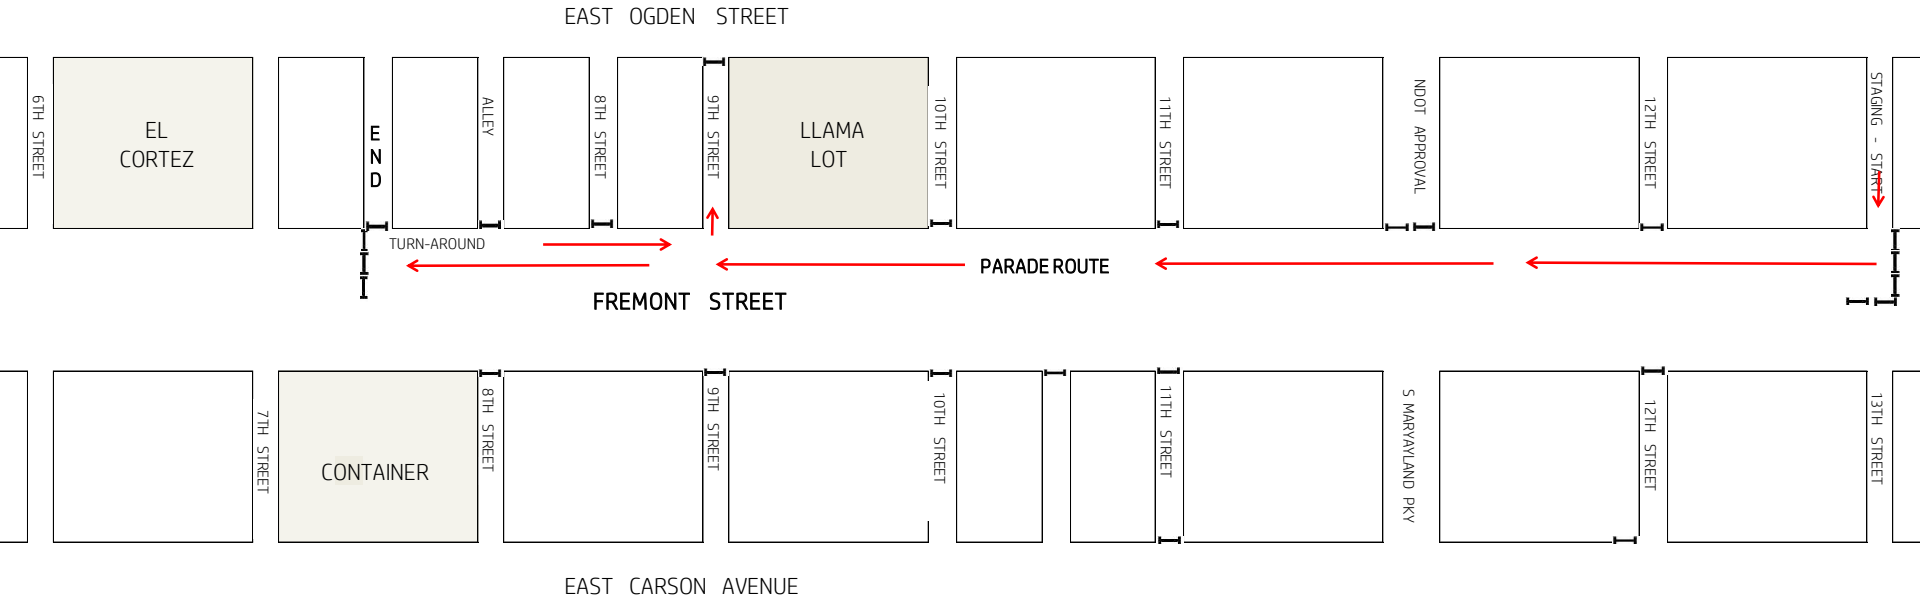 EAST OGDEN STREET
6TH STREET
EL
CORTEZ
E
N
D
ALLEY
8TH STREET
9TH STREET
LLAMA
LOT
10TH STREET
11TH STREET
NDOT APPROVAL
12TH STREET
STAGING - START
TURN-AROUND
PARADE ROUTE
FREMONT STREET
7TH STREET
CONTAINER
8TH STREET
9TH STREET
10TH STREET
11TH STREET
S MARYAYLAND PKY
12TH STREET
13TH STREET
EAST CARSON AVENUE